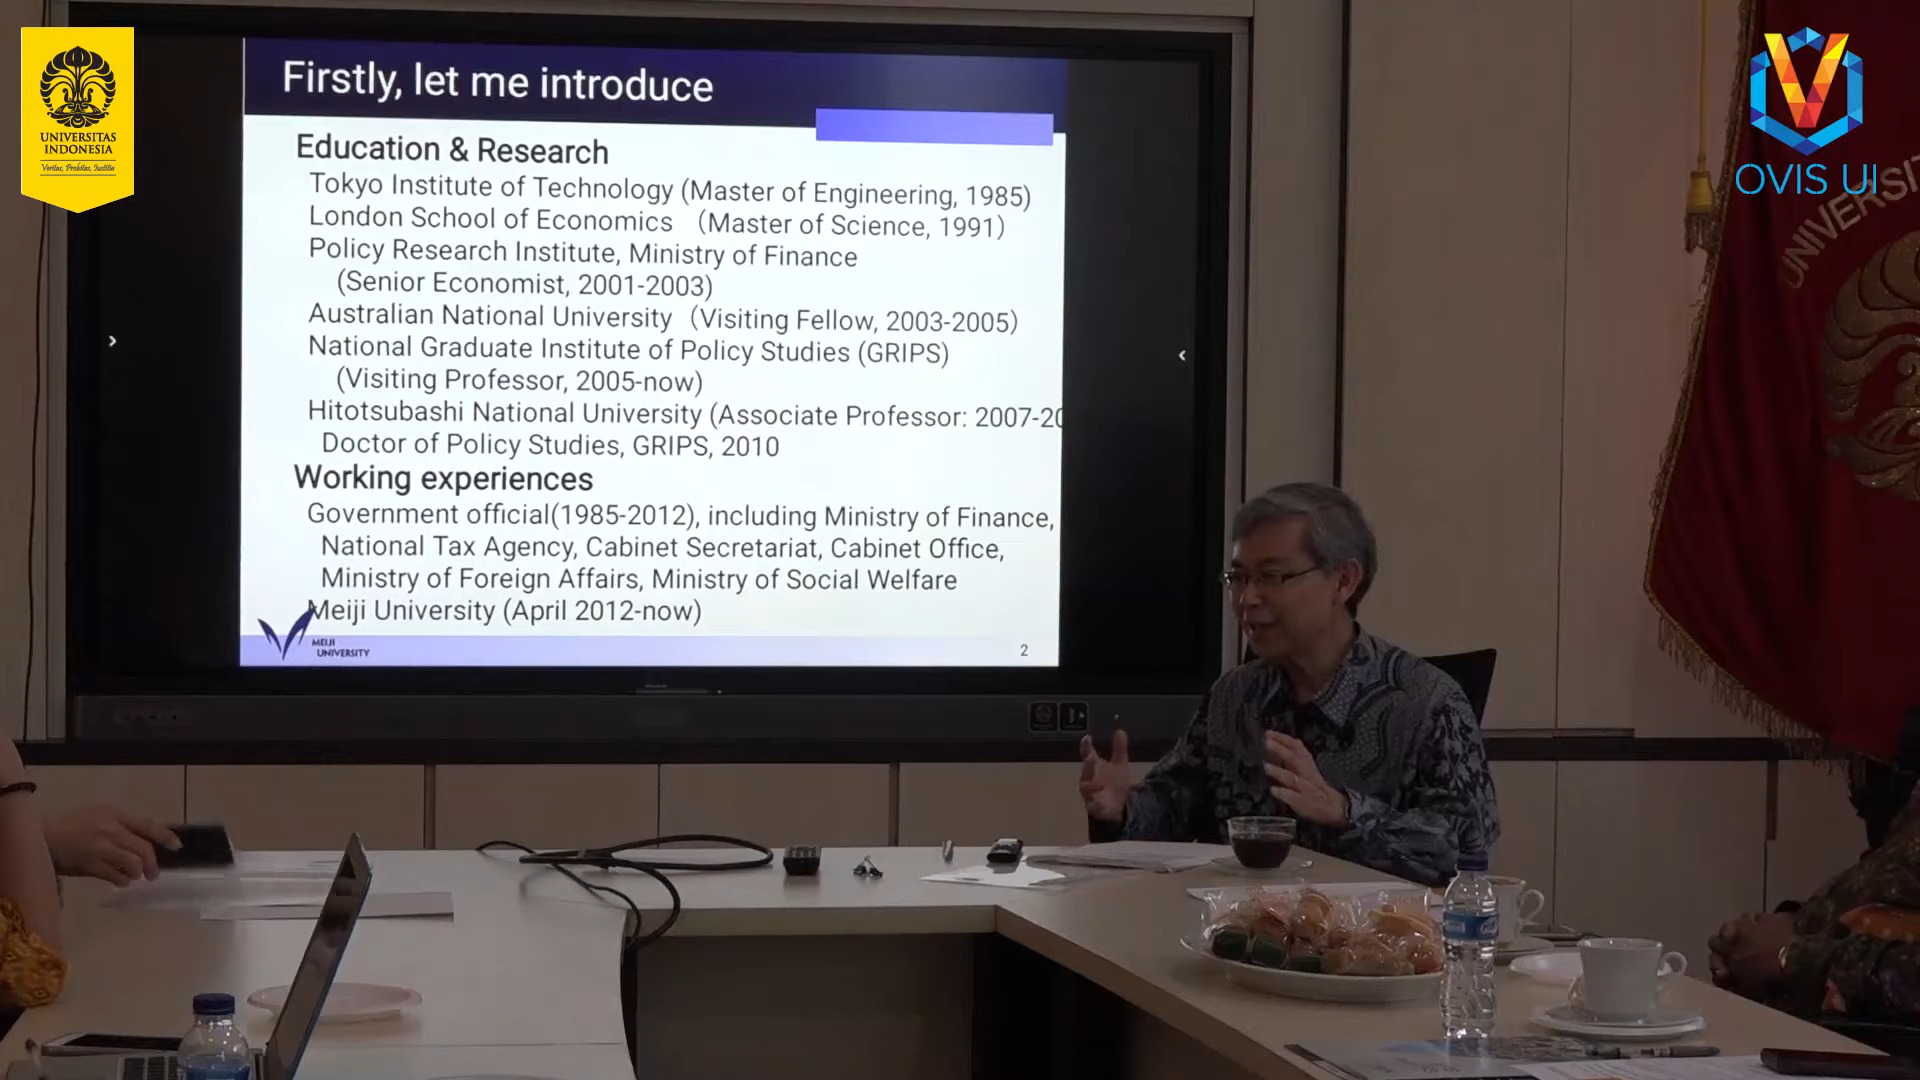 UNIVERSITAS
INDONESIA
Veritas, Probitas, Iustitia
Firstly, let me introduce
Education & Research
Tokyo Institute of Technology (Master of Engineering, 1985)
London School of Economics (Master of Science, 1991)
Policy Research Institute, Ministry of Finance
(Senior Economist, 2001-2003)
Australian National University (Visiting Fellow, 2003-2005)
National Graduate Institute of Policy Studies (GRIPS)
(Visiting Professor, 2005-now)
Hitotsubashi National University (Associate Professor: 2007-20
Doctor of Policy Studies, GRIPS, 2010
Working experiences
Government official(1985-2012), including Ministry of Finance,
National Tax Agency, Cabinet Secretariat, Cabinet Office,
Ministry of Foreign Affairs, Ministry of Social Welfare
Meiji University (April 2012-now)
MEIJI
UNIVERSITY
2
OVIS UI